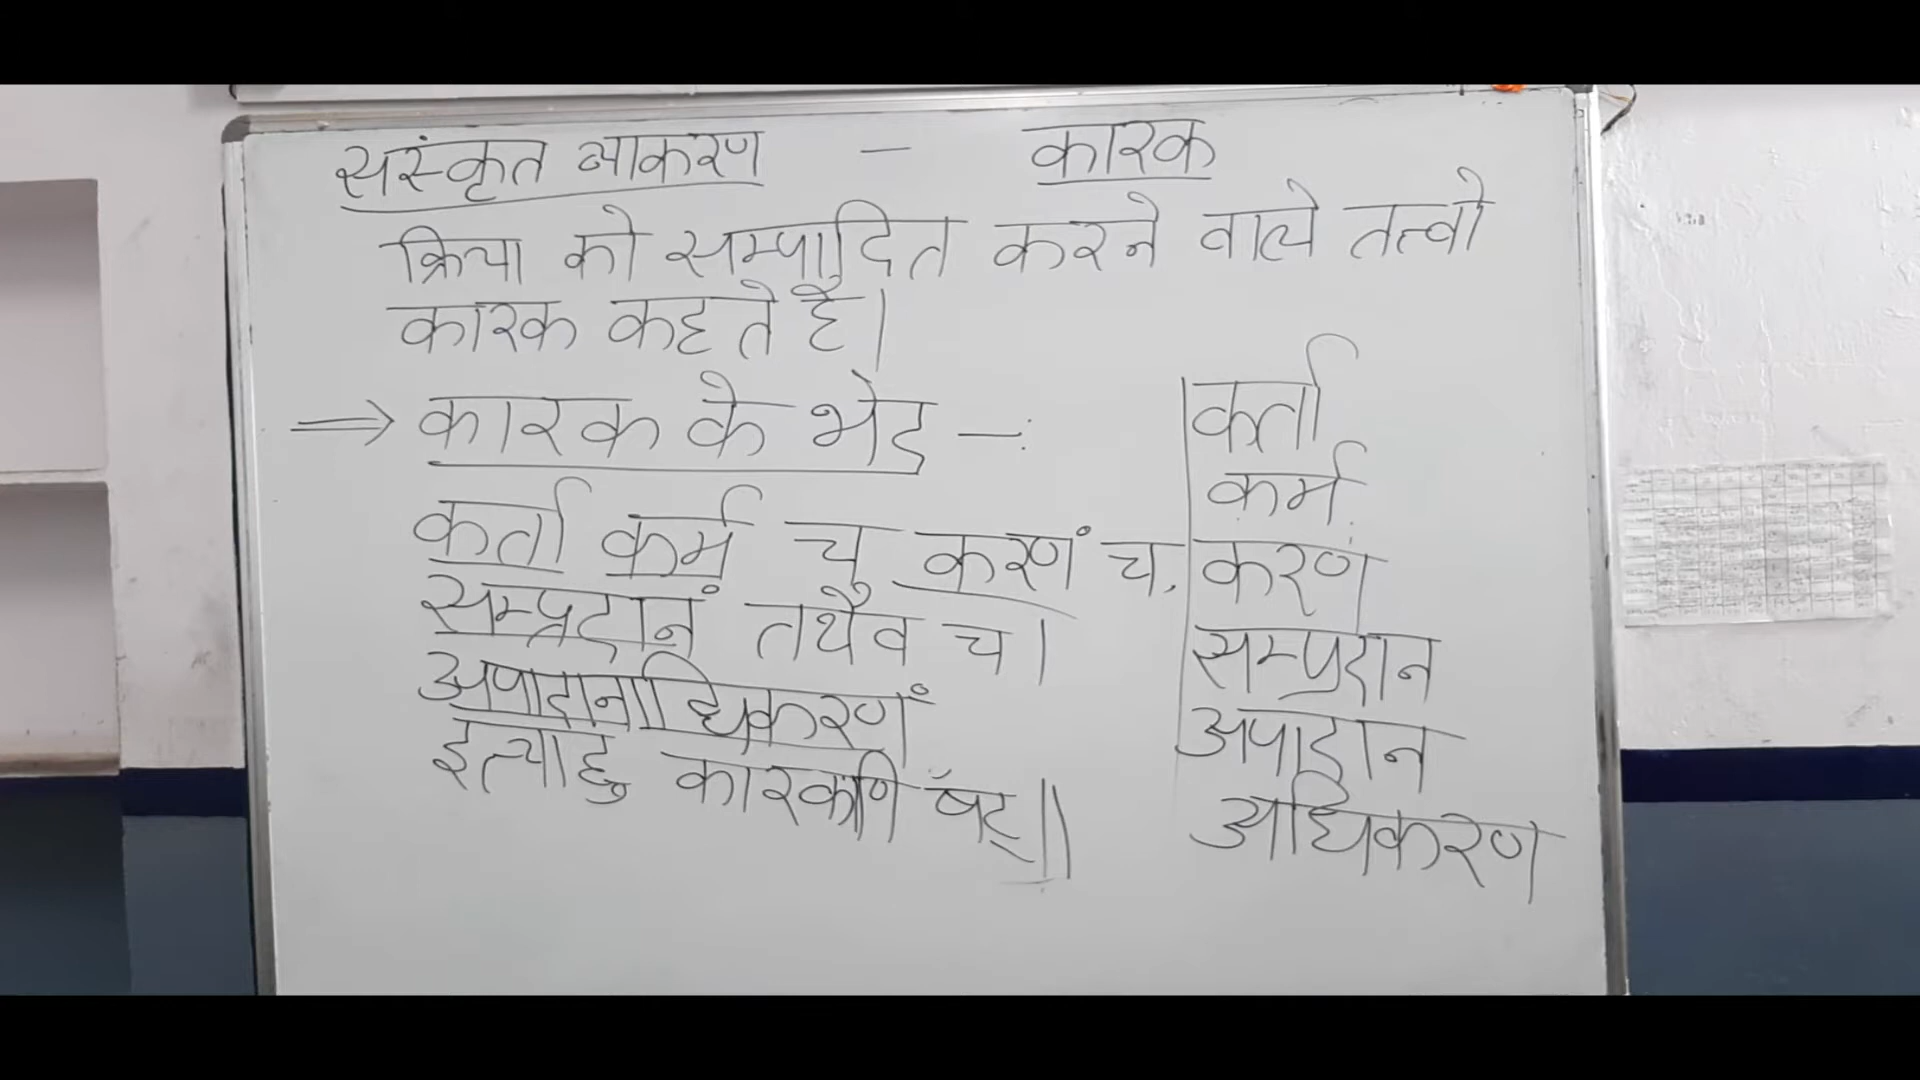 संस्कृत व्याकरण – कारक
क्रिया को सम्पादित करने वाले तत्त्वो
कारक कहते है।
⇒ कारक के भेद –:
कर्ता कर्म च करणं च,
सम्प्रदानं तथैव च।
अपादानाधिकरणं
इत्याहु कारकाणि षट्॥
कर्ता
कर्म
करण
सम्प्रदान
अपादान
अधिकरण